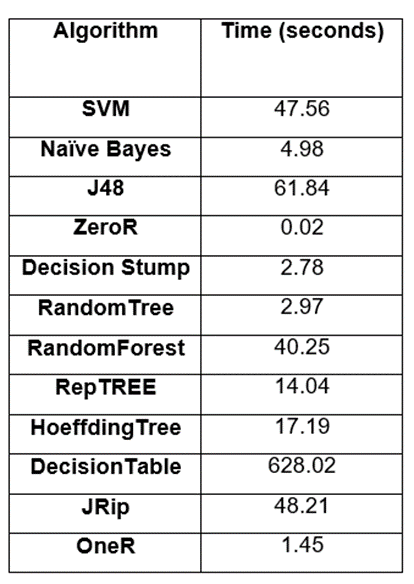 Algorithm Time (seconds)
SVM 47.56
Naïve Bayes 4.98
J48 61.84
ZeroR 0.02
Decision Stump 2.78
RandomTree 2.97
RandomForest 40.25
RepTREE 14.04
HoeffdingTree 17.19
DecisionTable 628.02
JRip 48.21
OneR 1.45